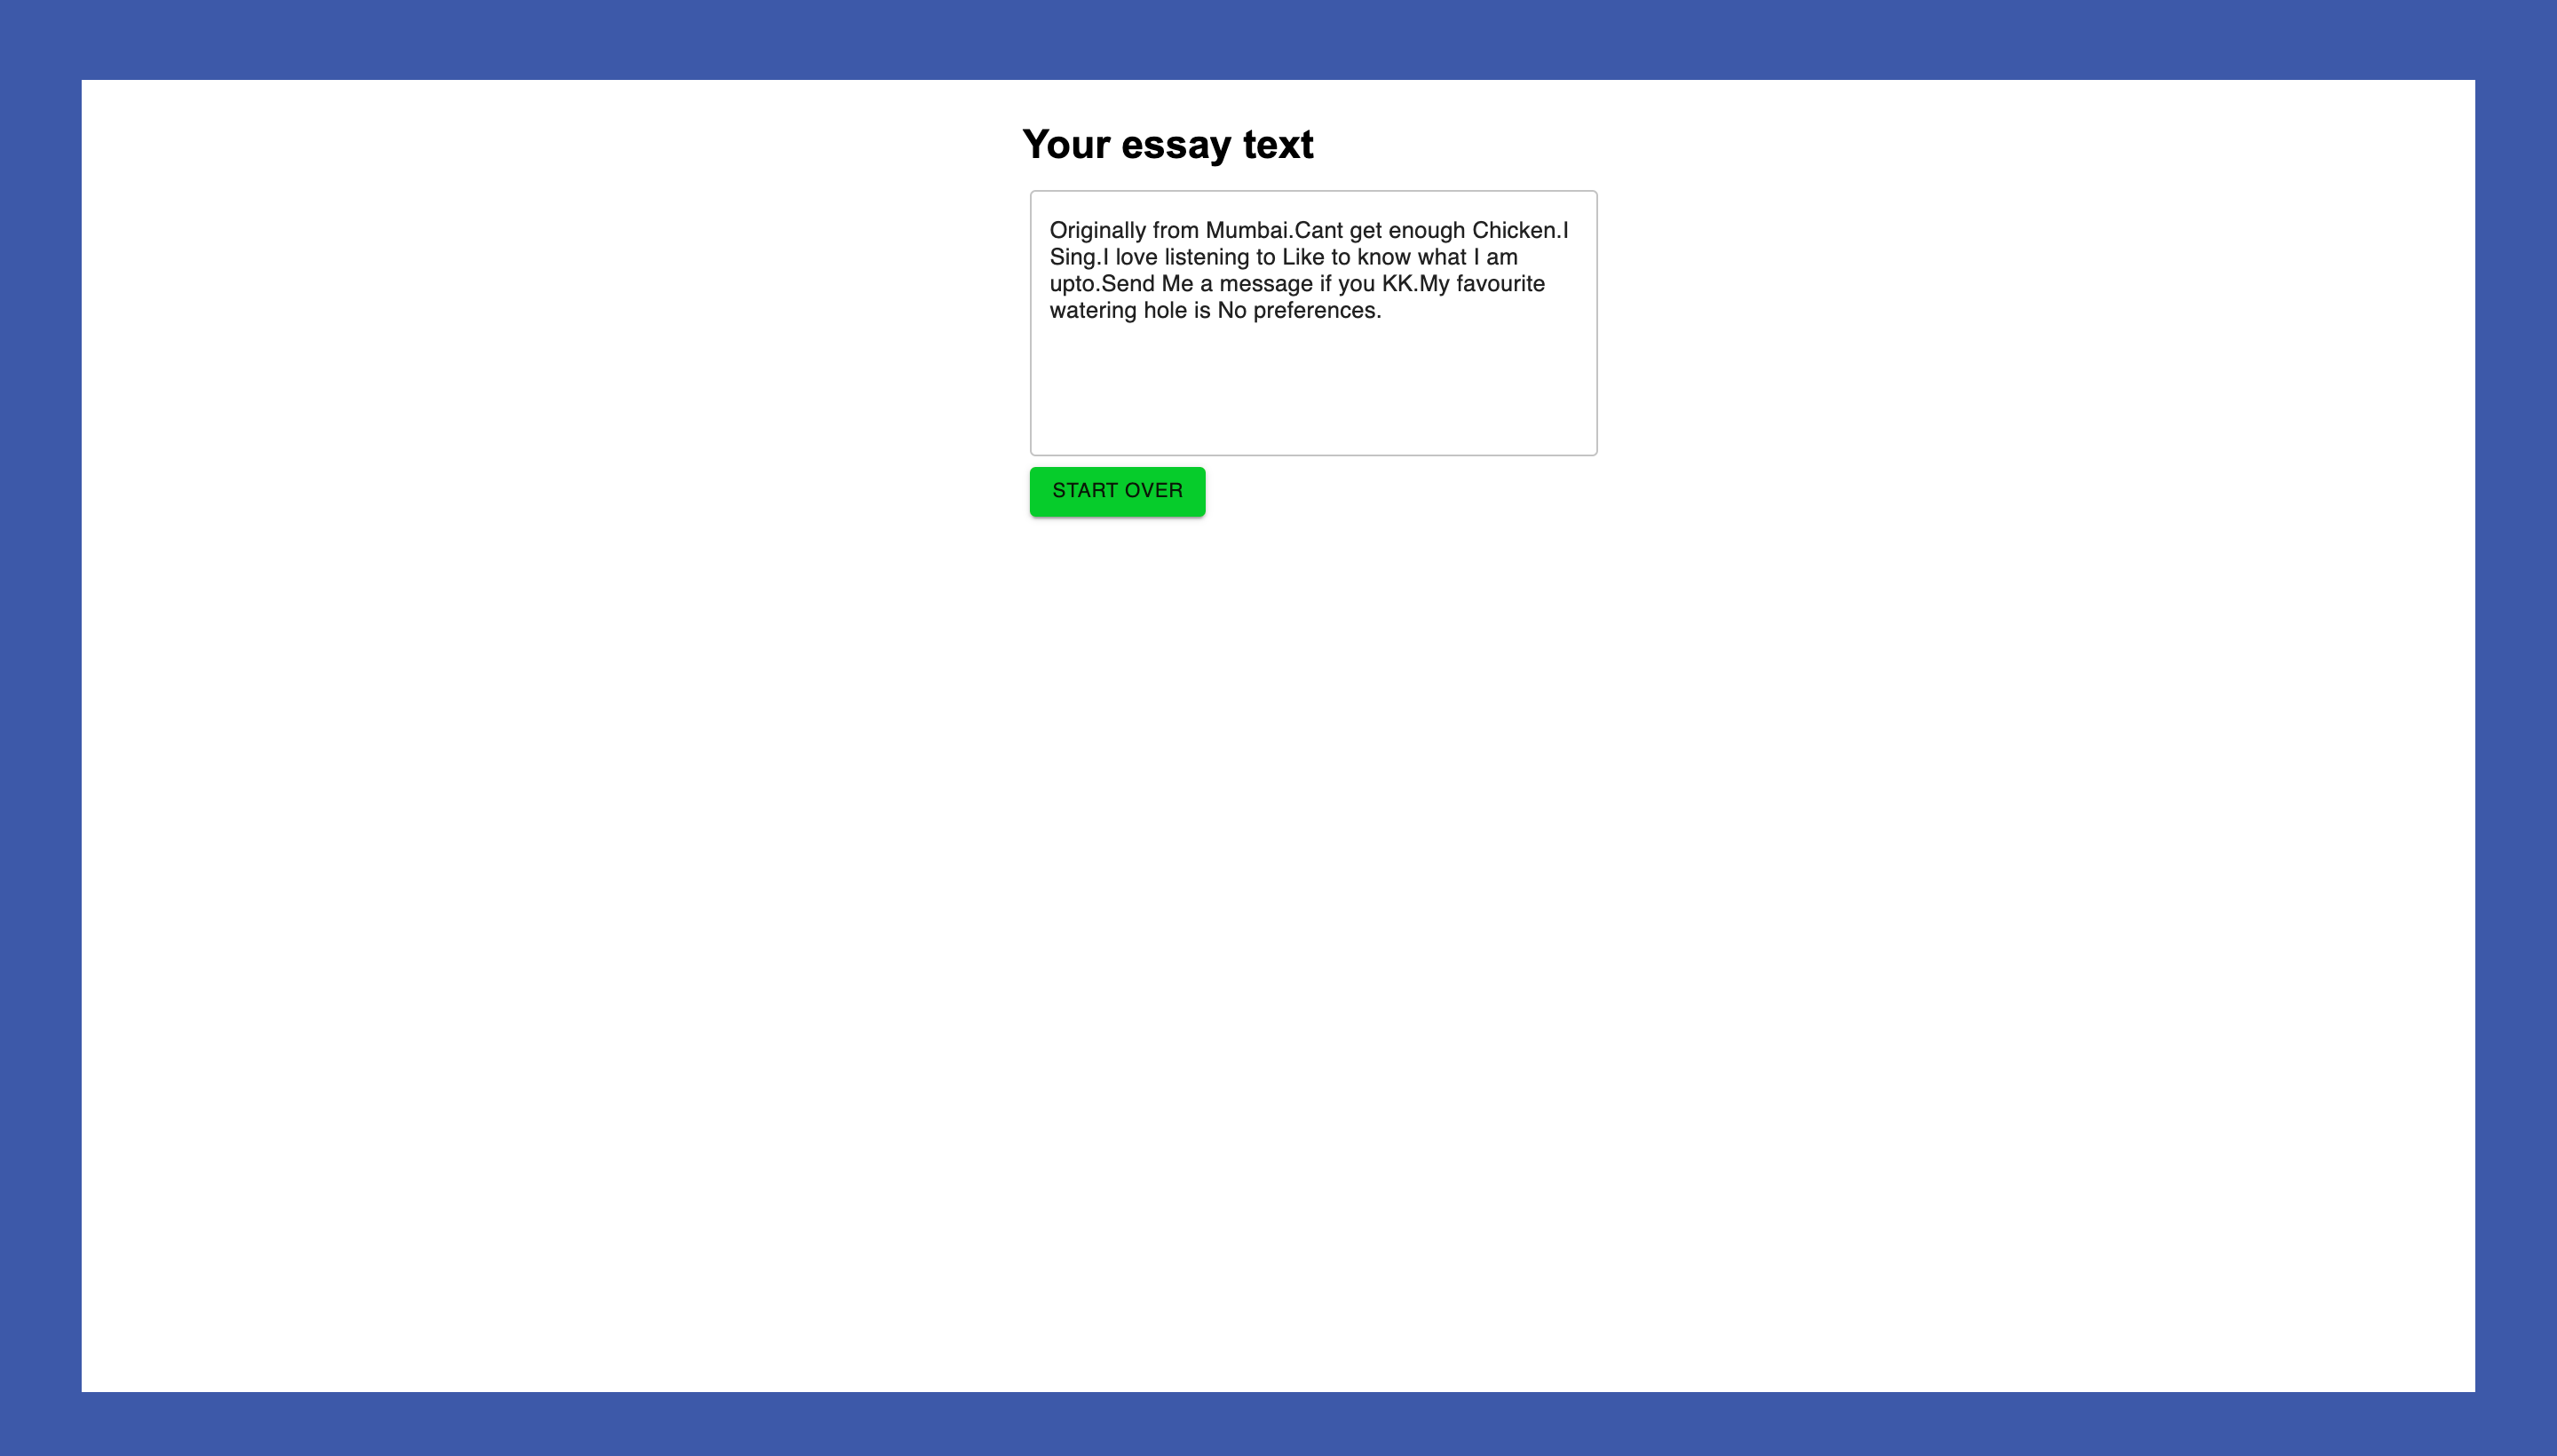 Your essay text
Originally from Mumbai.Cant get enough Chicken.I
Sing.I love listening to Like to know what I am
upto.Send Me a message if you KK.My favourite
watering hole is No preferences.
START OVER